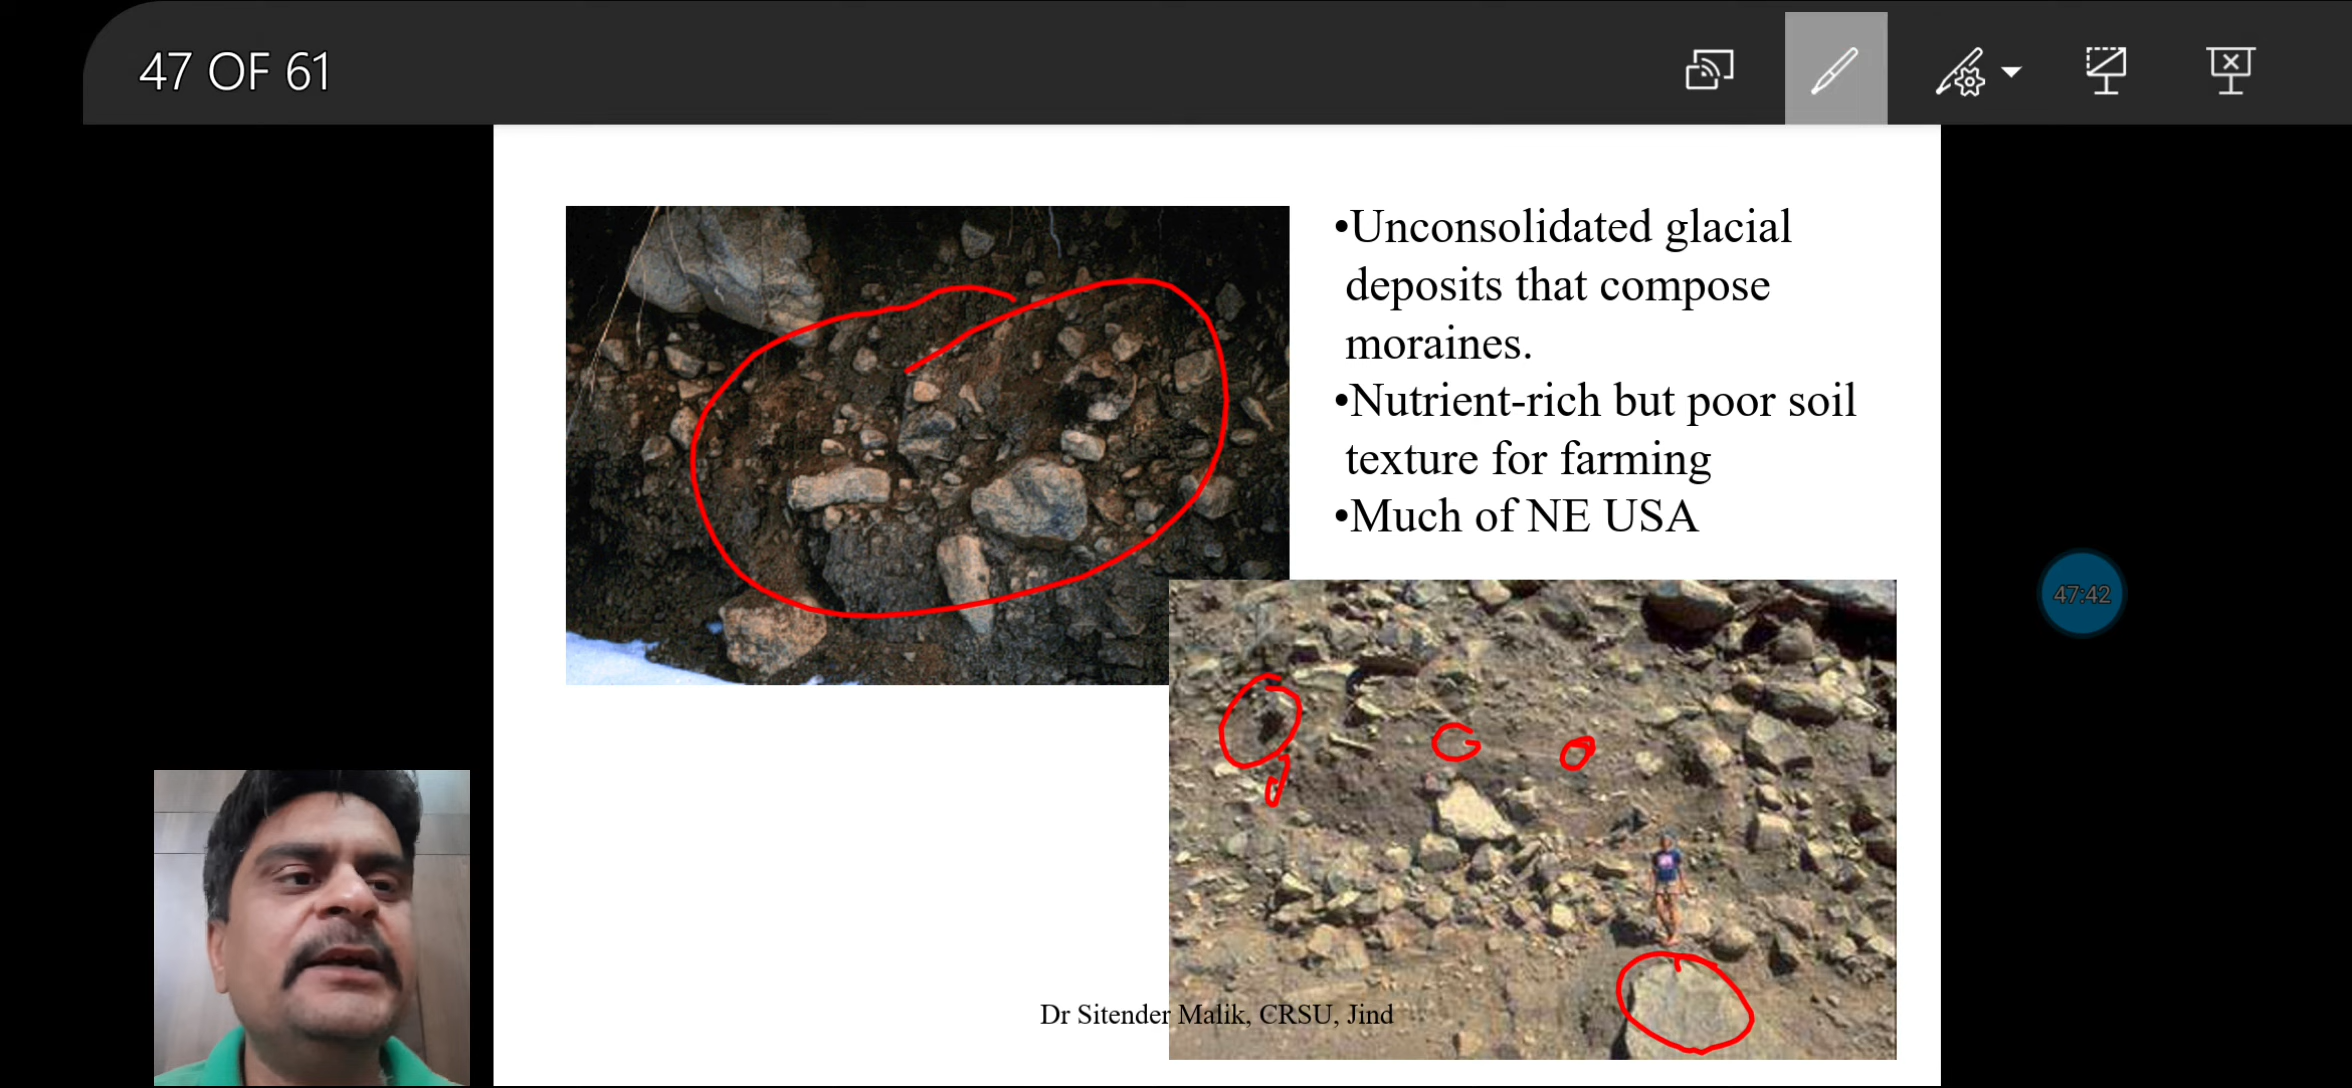 47 OF 61
•Unconsolidated glacial
deposits that compose
moraines.
•Nutrient-rich but poor soil
texture for farming
•Much of NE USA
47:42
Dr Sitender Malik, CRSU, Jind